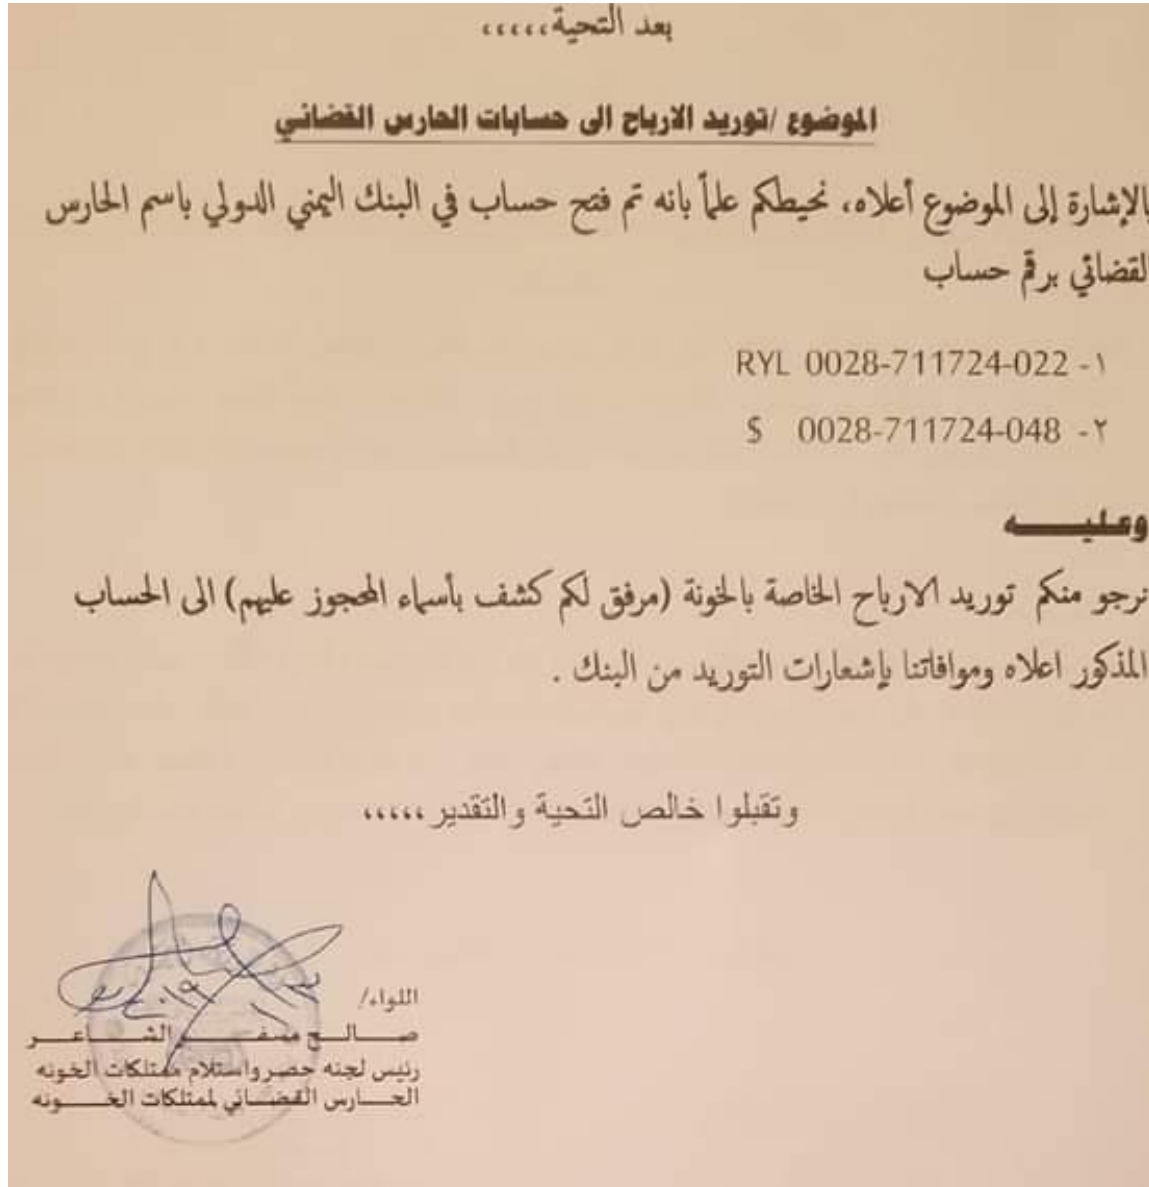 بعد التحية،،،،،
الموضوع /توريد الارباح الى حسابات الحارس القضائي
بالإشارة إلى الموضوع أعلاه، نحيطكم علماً بانه تم فتح حساب في البنك اليمني الدولي باسم الحارس
القضائي برقم حساب
١- RYL 0028-711724-022
٢- $ 0028-711724-048
وعليـــــه
نرجو منكم توريد الارباح الخاصة بالخونة (مرفق لكم كشف بأسماء المحجوز عليهم) الى الحساب
المذكور اعلاه وموافاتنا بإشعارات التوريد من البنك .
وتقبلوا خالص التحية والتقدير،،،،،
اللواء/
صـــالـــح مسفـــر الشـــاعـــر
رئيس لجنه حصر واستلام ممتلكات الخونه
الحـــارس القضـــائي لممتلكات الخـــونه